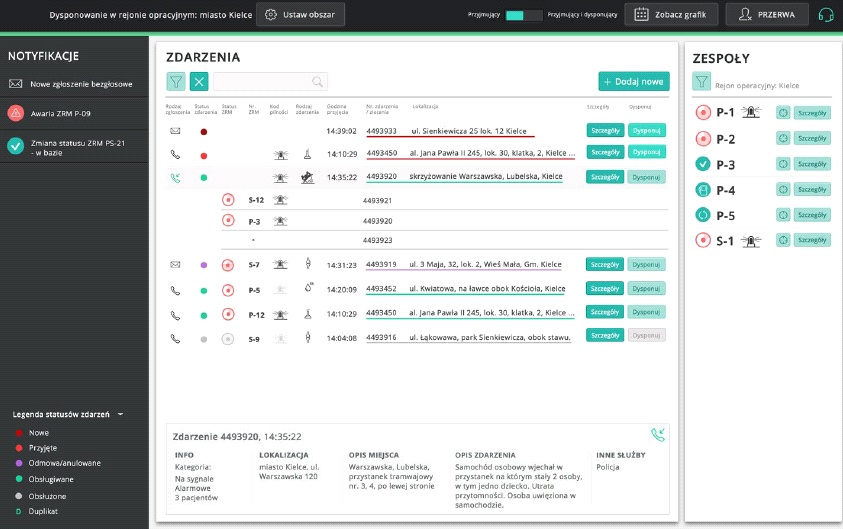 Dysponowanie w rejonie opracyjnym: miasto Kielce
Ustaw obszar
Przyjmujący
Przyjmujący i dysponujący
Zobacz grafik
PRZERWA
NOTYFIKACJE
Nowe zgłoszenie bezgłosowe
Awaria ZRM P-09
Zmiana statusu ZRM PS-21
- w bazie
Legenda statusów zdarzeń
Nowe
Przyjęte
Odmowa/anulowane
Obsługiwane
Obsłużone
D Duplikat
ZDARZENIA
+ Dodaj nowe
Rodzaj zgłoszenia
Status zdarzenia
Status ZRM
Nr. ZRM
Kod pilności
Rodzaj zdarzenie
Godzina przyjęcia
Nr. zdarzenia / zlecenie
Lokalizacja
Szczegóły
Dysponuj
14:39:02 4493933 ul. Sienkiewicza 25 lok. 12 Kielce Szczegóły Dysponuj
14:10:29 4493450 al. Jana Pawła II 245, lok. 30, klatka, 2, Kielce ... Szczegóły Dysponuj
14:35:22 4493920 skrzyżowanie Warszawska, Lubelska, Kielce Szczegóły Dysponuj
S-12 4493921
P-3 4493920
- 4493923
S-7 14:31:23 4493919 ul. 3 Maja, 32, lok. 2, Wieś Mała, Gm. Kielce Szczegóły Dysponuj
P-5 14:20:09 4493452 ul. Kwiatowa, na ławce obok Kościoła, Kielce Szczegóły Dysponuj
P-12 14:10:29 4493450 al. Jana Pawła II 245, lok. 30, klatka, 2, Kielce ... Szczegóły Dysponuj
S-9 14:04:08 4493916 ul. Łąkowawa, park Sienkiewicza, obok stawu. Szczegóły Dysponuj
Zdarzenie 4493920, 14:35:22
INFO
Kategoria:
Na sygnale
Alarmowe
3 pacjentów
LOKALIZACJA
miasto Kielce, ul.
Warszawska 120
OPIS MIEJSCA
Warszawska, Lubelska,
przystanek tramwajowy
nr. 3, 4, po lewej stronie
OPIS ZDARZENIA
Samochód osobowy wjechał w
przystanek na którym stały 2 osoby,
w tym jedno dziecko. Utrata
przytomności. Osoba uwięziona w
samochodzie.
INNE SŁUŻBY
Policja
ZESPOŁY
Rejon operacyjny: Kielce
P-1 Szczegóły
P-2 Szczegóły
P-3 Szczegóły
P-4 Szczegóły
P-5 Szczegóły
S-1 Szczegóły